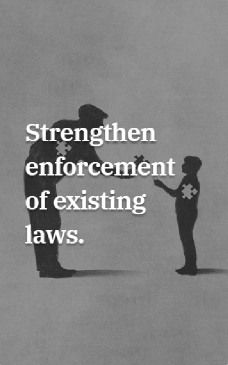 Strengthen
enforcement
of existing
laws.